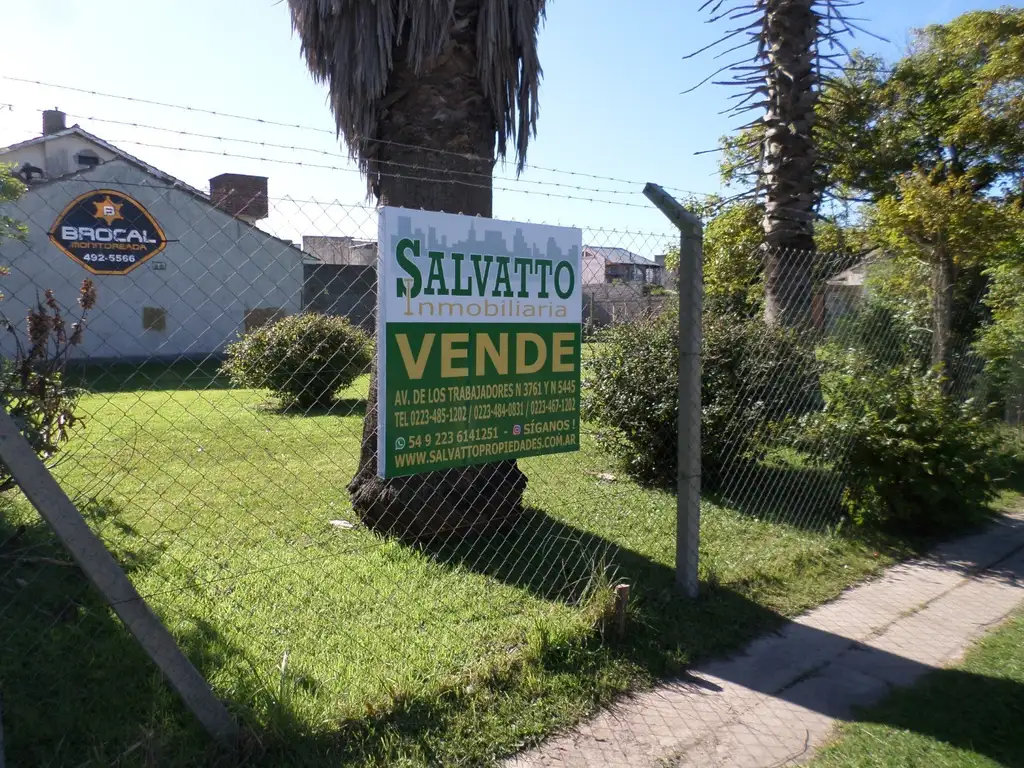 BROCAL
MONITOREADA
492-5566
SALVATTO
Inmobiliaria
VENDE
AV. DE LOS TRABAJADORES N 3761 Y N 5445
TEL 0223-485-1202 / 0223-484-0831 / 0223-467-1202
54 9 223 6141251 - SÍGANOS !
WWW.SALVATTOPROPIEDADES.COM.AR